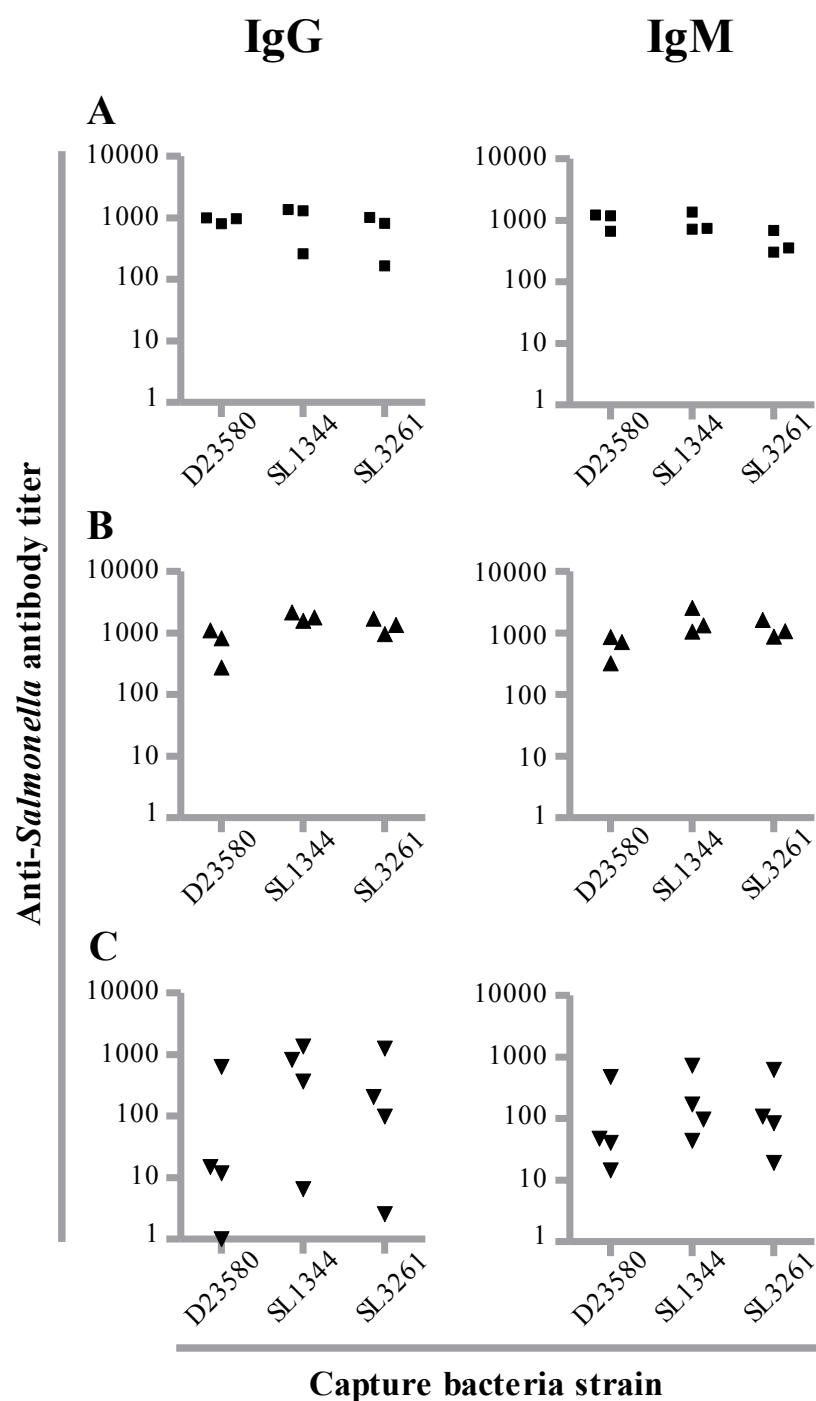 IgG
IgM
A
10000
1000
100
10
1
D23580
SL1344
SL3261
10000
1000
100
10
1
D23580
SL1344
SL3261
B
10000
1000
100
10
1
D23580
SL1344
SL3261
10000
1000
100
10
1
D23580
SL1344
SL3261
C
10000
1000
100
10
1
D23580
SL1344
SL3261
10000
1000
100
10
1
D23580
SL1344
SL3261
Anti-Salmonella antibody titer
Capture bacteria strain